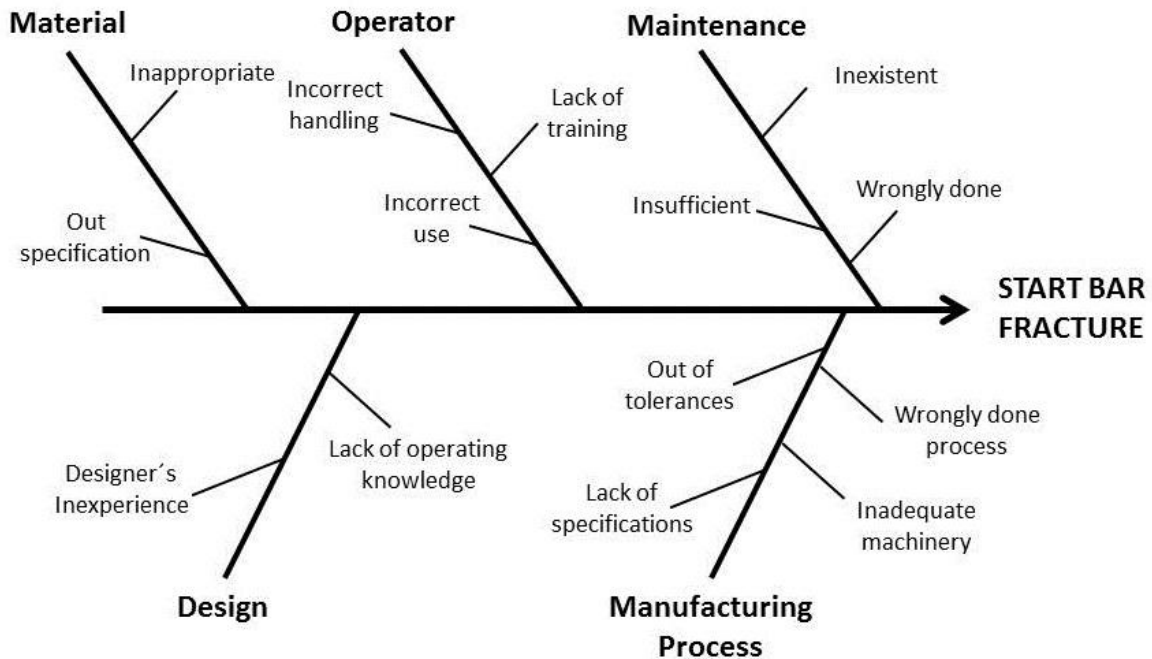 Material
Operator
Maintenance
Inappropriate
Incorrect
handling
Lack of
training
Inexistent
Out
specification
Incorrect
use
Insufficient
Wrongly done
START BAR
FRACTURE
Designer´s
Inexperience
Lack of operating
knowledge
Out of
tolerances
Wrongly done
process
Lack of
specifications
Inadequate
machinery
Design
Manufacturing
Process